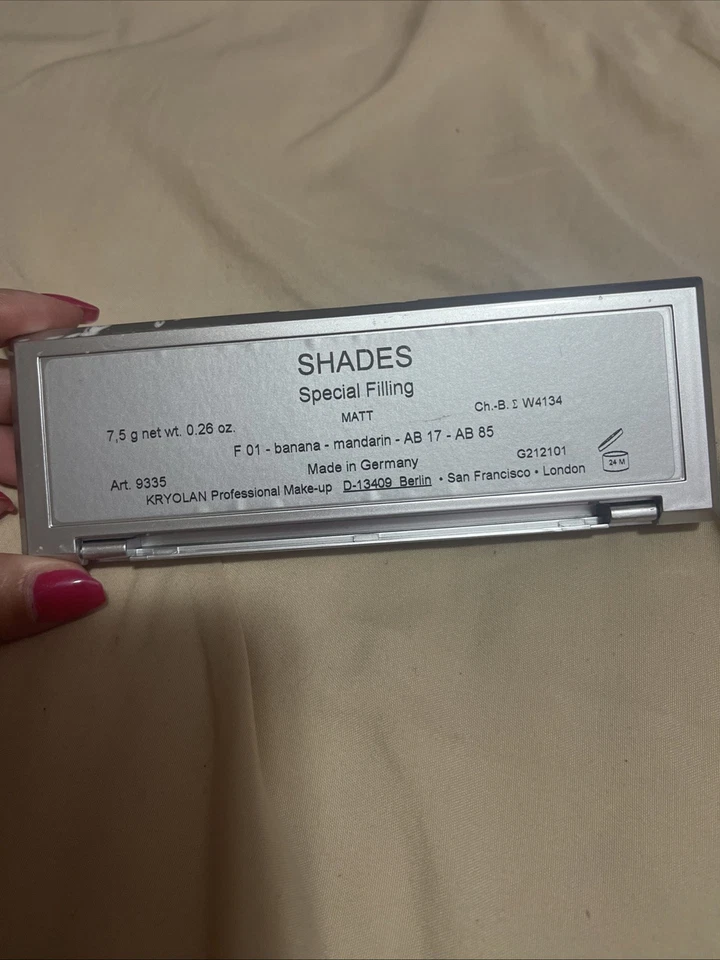 SHADES
Special Filling
MATT
7,5 g net wt. 0.26 oz.
Ch.-B. Σ W4134
F 01 - banana - mandarin - AB 17 - AB 85
Made in Germany
G212101
24 M
Art. 9335
KRYOLAN Professional Make-up D-13409 Berlin • San Francisco • London